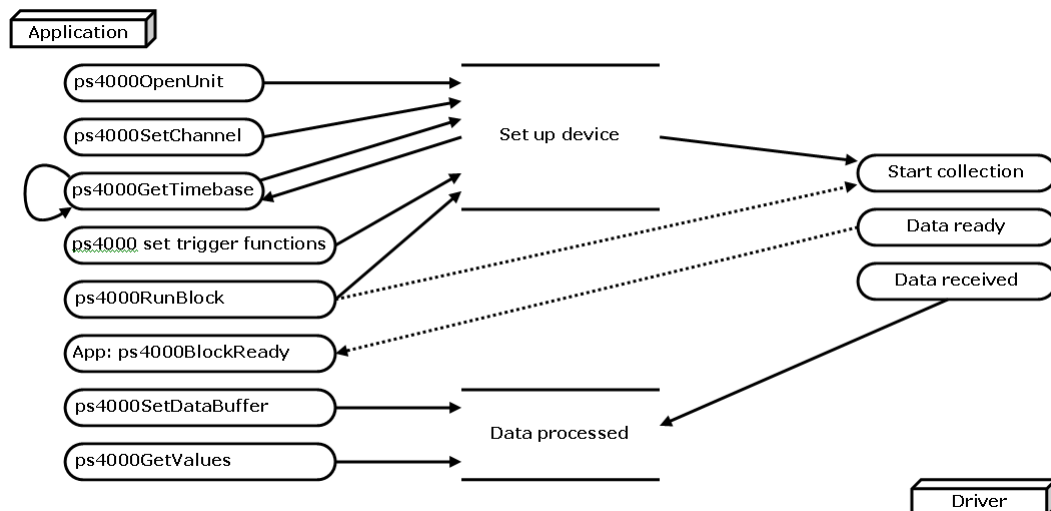 Application
ps4000OpenUnit
ps4000SetChannel
ps4000GetTimebase
ps4000 set trigger functions
ps4000RunBlock
App: ps4000BlockReady
ps4000SetDataBuffer
ps4000GetValues
Set up device
Data processed
Start collection
Data ready
Data received
Driver